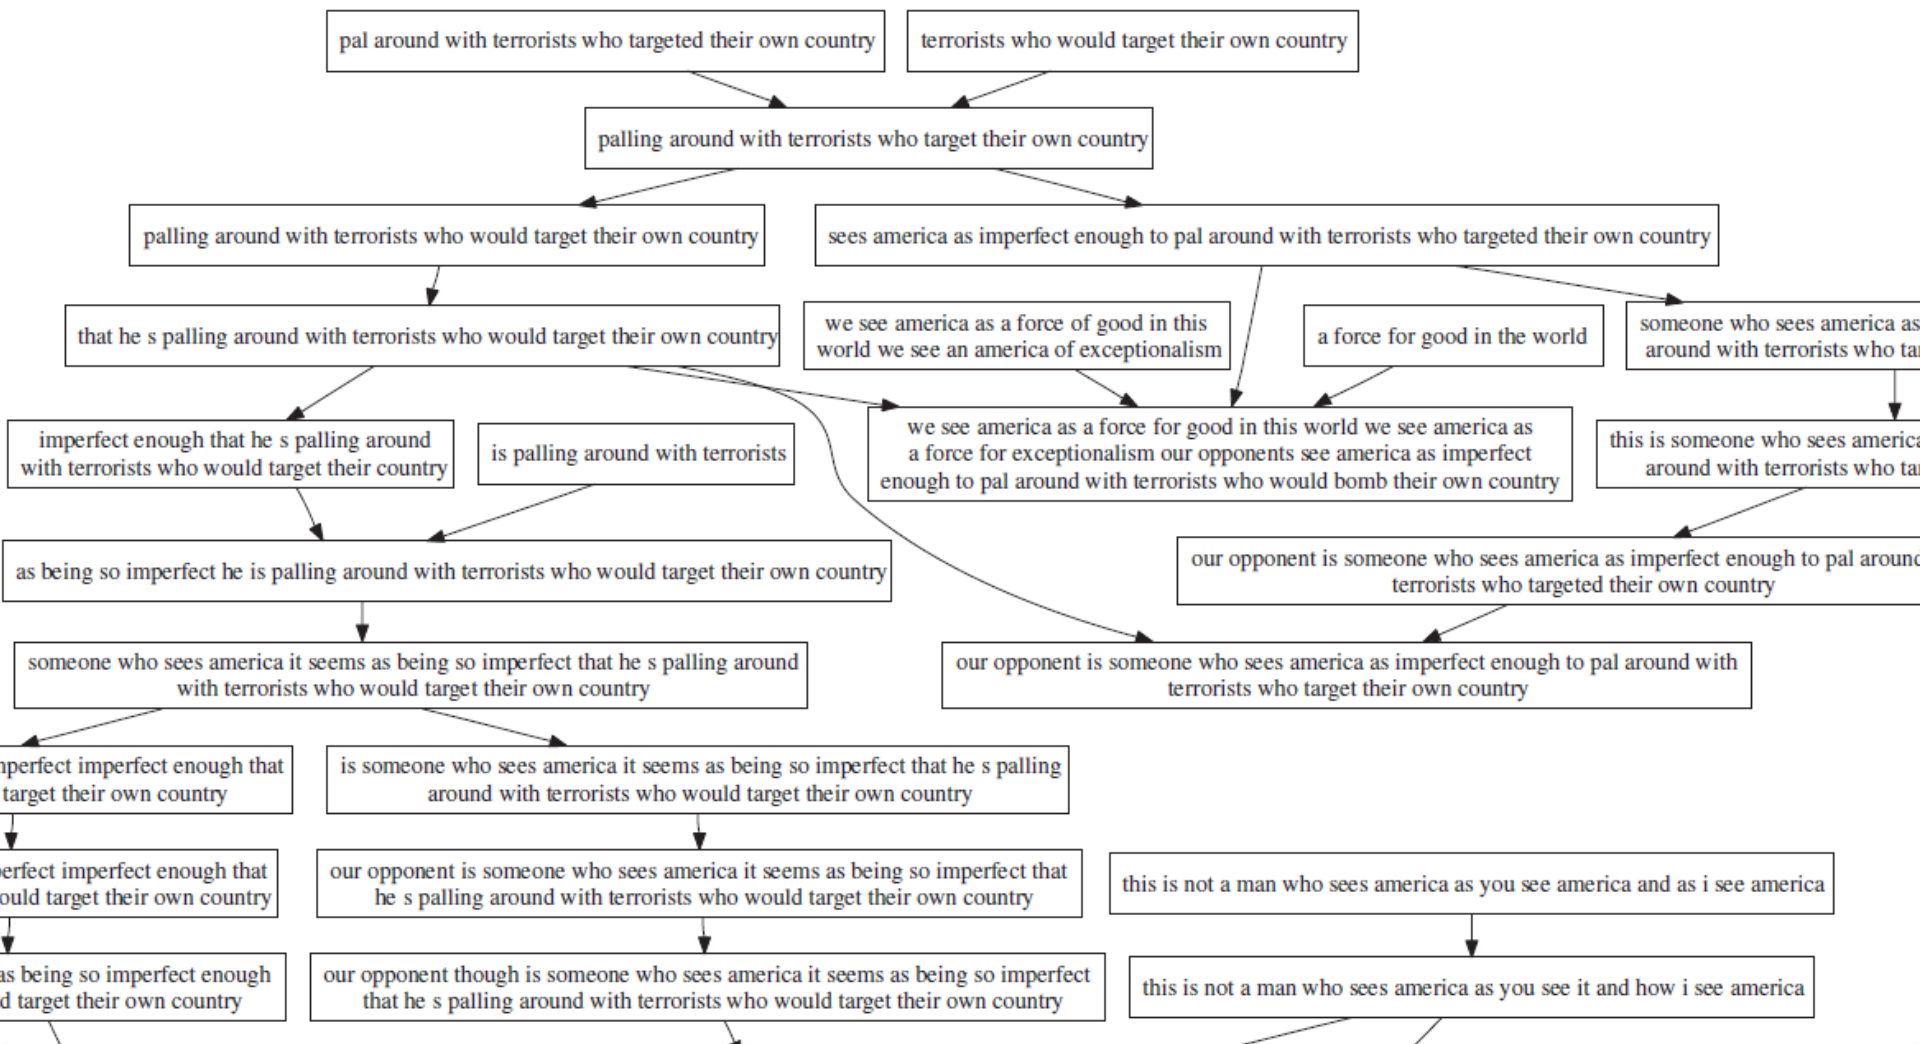 pal around with terrorists who targeted their own country
terrorists who would target their own country
palling around with terrorists who target their own country
palling around with terrorists who would target their own country
sees america as imperfect enough to pal around with terrorists who targeted their own country
that he s palling around with terrorists who would target their own country
we see america as a force of good in this
world we see an america of exceptionalism
a force for good in the world
someone who sees america as
around with terrorists who
imperfect enough that he s palling around
with terrorists who would target their country
is palling around with terrorists
we see america as a force for good in this world we see america as
a force for exceptionalism our opponents see america as imperfect
enough to pal around with terrorists who would bomb their own country
this is someone who sees america
around with terrorists who
as being so imperfect he is palling around with terrorists who would target their own country
our opponent is someone who sees america as imperfect enough to pal around
terrorists who targeted their own country
someone who sees america it seems as being so imperfect that he s palling around
with terrorists who would target their own country
our opponent is someone who sees america as imperfect enough to pal around with
terrorists who target their own country
imperfect enough that
target their own country
is someone who sees america it seems as being so imperfect that he s palling
around with terrorists who would target their own country
imperfect enough that
target their own country
our opponent is someone who sees america it seems as being so imperfect that
he s palling around with terrorists who would target their own country
this is not a man who sees america as you see america and as i see america
as being so imperfect enough
target their own country
our opponent though is someone who sees america it seems as being so imperfect
that he s palling around with terrorists who would target their own country
this is not a man who sees america as you see it and how i see america